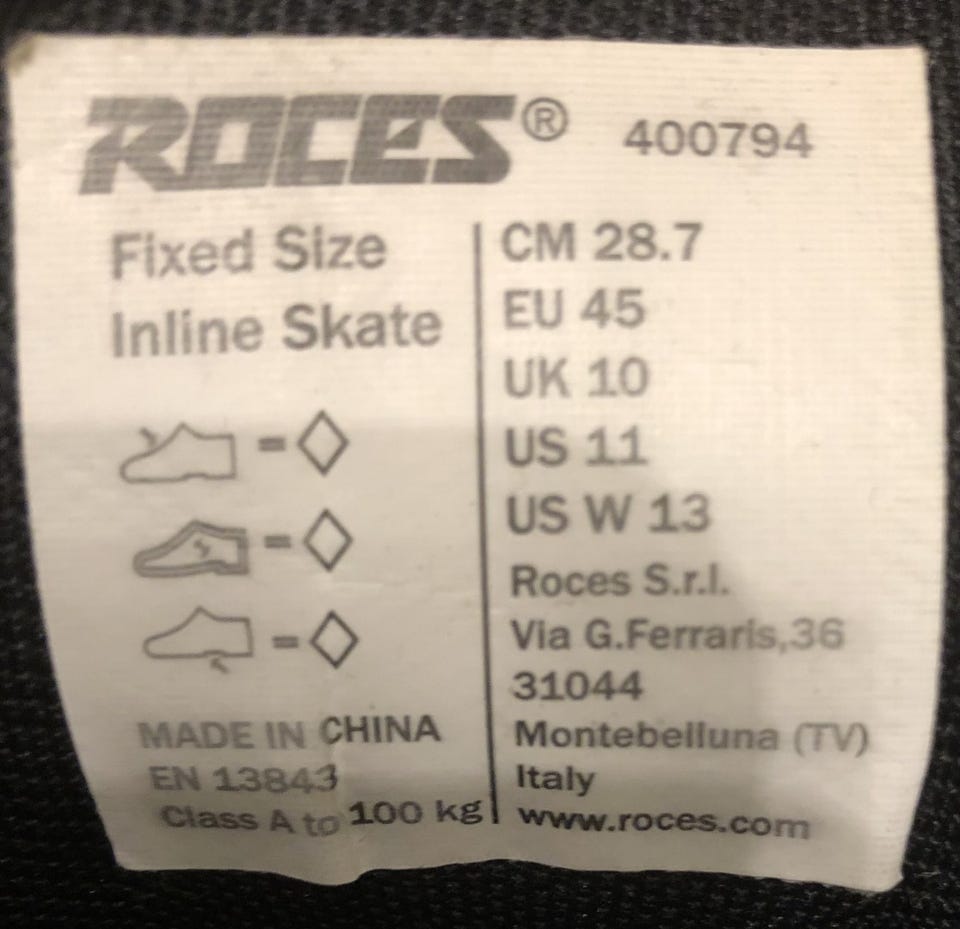 ROCES® 400794
Fixed Size
Inline Skate
=
=
=
MADE IN CHINA
EN 13843
Class A to 100 kg
CM 28.7
EU 45
UK 10
US 11
US W 13
Roces S.r.l.
Via G.Ferraris,36
31044
Montebelluna (TV)
Italy
www.roces.com